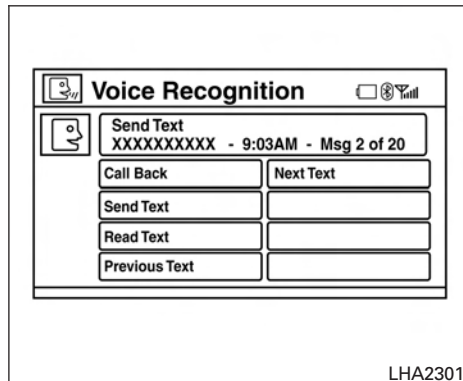 Voice Recognition
Send Text
XXXXXXXXXX - 9:03AM - Msg 2 of 20
Call Back
Next Text
Send Text
Read Text
Previous Text
LHA2301